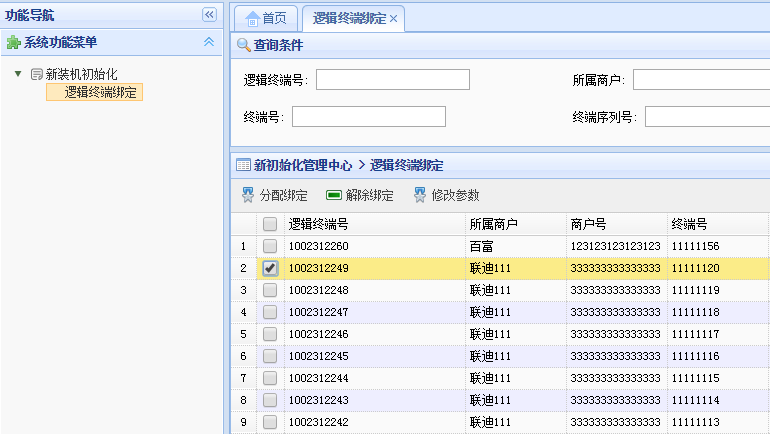 功能导航
系统功能菜单
新装机初始化
逻辑终端绑定
首页 逻辑终端绑定
查询条件
逻辑终端号: 所属商户:
终端号: 终端序列号:
新初始化管理中心 > 逻辑终端绑定
分配绑定 解除绑定 修改参数
逻辑终端号 所属商户 商户号 终端号
1 1002312260 百富 123123123123123 11111156
2 1002312249 联迪111 333333333333333 11111120
3 1002312248 联迪111 333333333333333 11111119
4 1002312247 联迪111 333333333333333 11111118
5 1002312246 联迪111 333333333333333 11111117
6 1002312245 联迪111 333333333333333 11111116
7 1002312244 联迪111 333333333333333 11111115
8 1002312243 联迪111 333333333333333 11111114
9 1002312242 联迪111 333333333333333 11111113